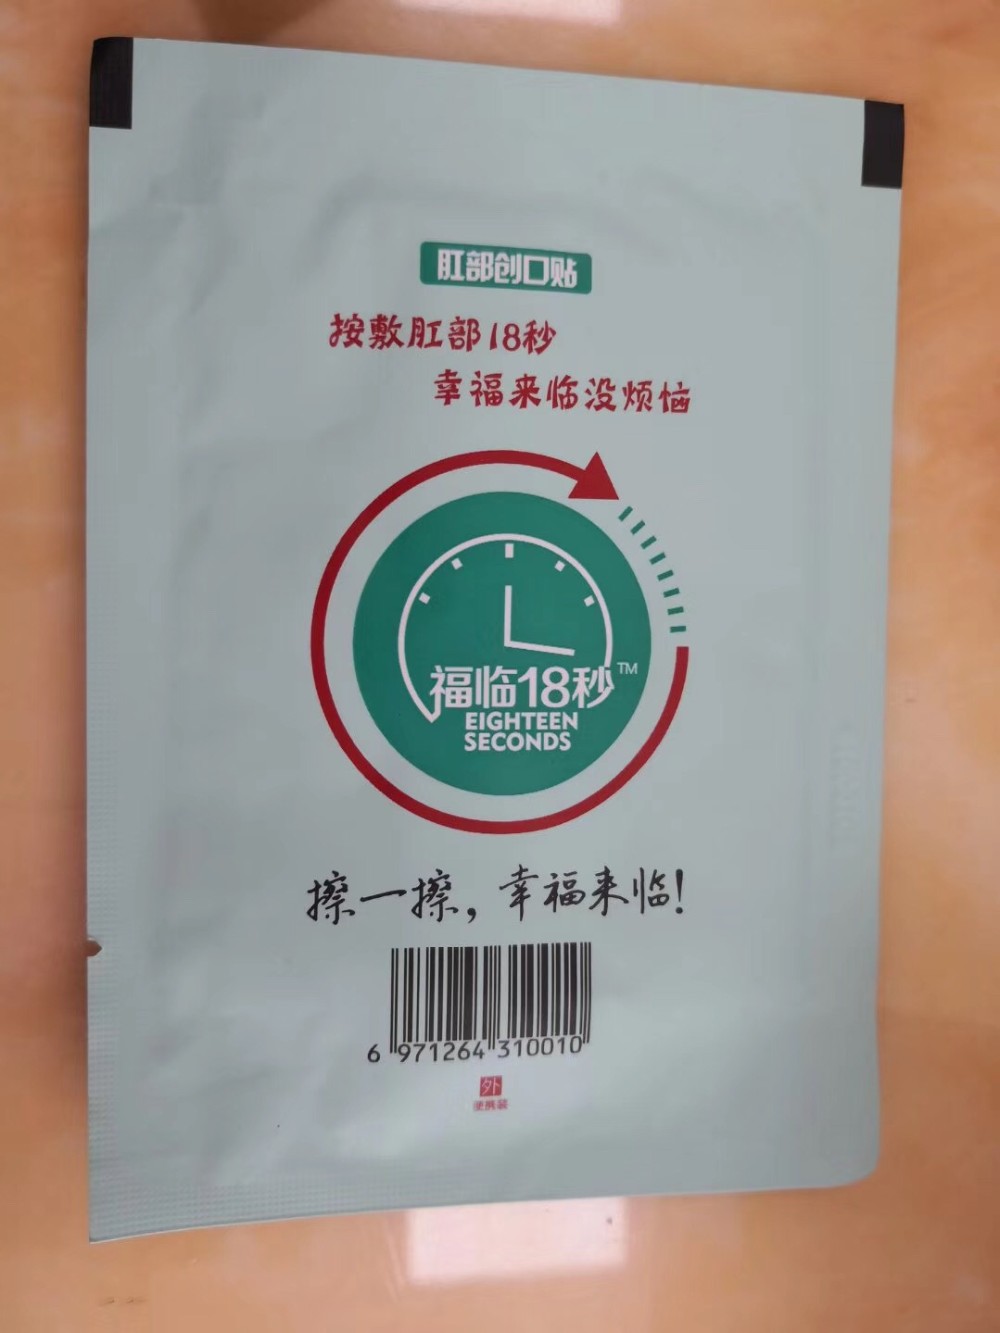 肛部创口贴
按敷肛部18秒
幸福来临没烦恼
福临18秒™
EIGHTEEN
SECONDS
擦一擦，幸福来临!
6 971264 310010
外
便携装